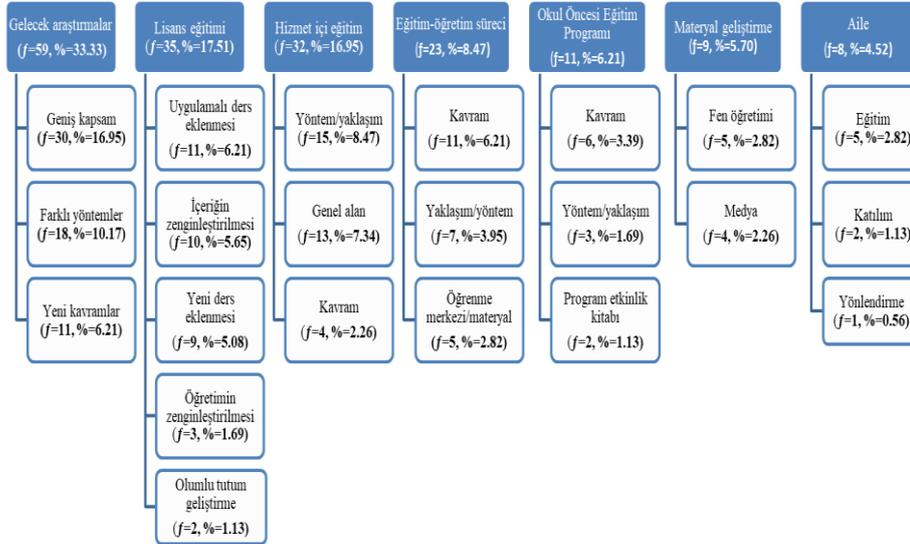 Gelecek araştırmalar
(ƒ=59, %=33.33)
Geniş kapsam
(ƒ=30, %=16.95)
Farklı yöntemler
(ƒ=18, %=10.17)
Yeni kavramlar
(ƒ=11, %=6.21)
Lisans eğitimi
(ƒ=35, %=17.51)
Uygulamalı ders
eklenmesi
(ƒ=11, %=6.21)
İçeriğin
zenginleştirilmesi
(ƒ=10, %=5.65)
Yeni ders
eklenmesi
(ƒ=9, %=5.08)
Öğretimin
zenginleştirilmesi
(ƒ=3, %=1.69)
Olumlu tutum
geliştirme
(ƒ=2, %=1.13)
Hizmet içi eğitim
(ƒ=32, %=16.95)
Yöntem/yaklaşım
(ƒ=15, %=8.47)
Genel alan
(ƒ=13, %=7.34)
Kavram
(ƒ=4, %=2.26)
Eğitim-öğretim süreci
(ƒ=23, %=8.47)
Kavram
(ƒ=11, %=6.21)
Yaklaşım/yöntem
(ƒ=7, %=3.95)
Öğrenme
merkezi/materyal
(ƒ=5, %=2.82)
Okul Öncesi Eğitim
Programı
(ƒ=11, %=6.21)
Kavram
(ƒ=6, %=3.39)
Yöntem/yaklaşım
(ƒ=3, %=1.69)
Program etkinlik
kitabı
(ƒ=2, %=1.13)
Materyal geliştirme
(ƒ=9, %=5.70)
Fen öğretimi
(ƒ=5, %=2.82)
Medya
(ƒ=4, %=2.26)
Aile
(ƒ=8, %=4.52)
Eğitim
(ƒ=5, %=2.82)
Katılım
(ƒ=2, %=1.13)
Yönlendirme
(ƒ=1, %=0.56)